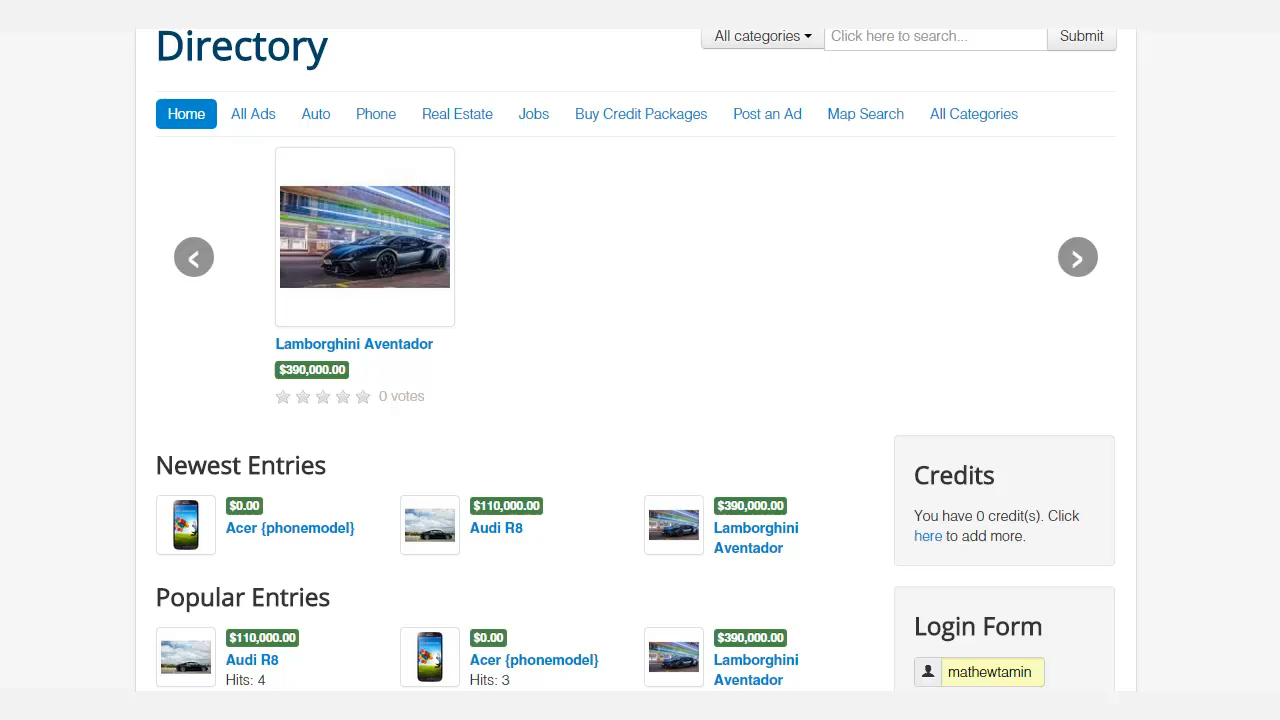 Directory
All categories
Click here to search...
Submit
Home
All Ads
Auto
Phone
Real Estate
Jobs
Buy Credit Packages
Post an Ad
Map Search
All Categories
Lamborghini Aventador
$390,000.00
0 votes
Newest Entries
$0.00
Acer {phonemodel}
$110,000.00
Audi R8
$390,000.00
Lamborghini
Aventador
Popular Entries
$110,000.00
Audi R8
Hits: 4
$0.00
Acer {phonemodel}
Hits: 3
$390,000.00
Lamborghini
Aventador
Credits
You have 0 credit(s). Click
here to add more.
Login Form
mathewtamin